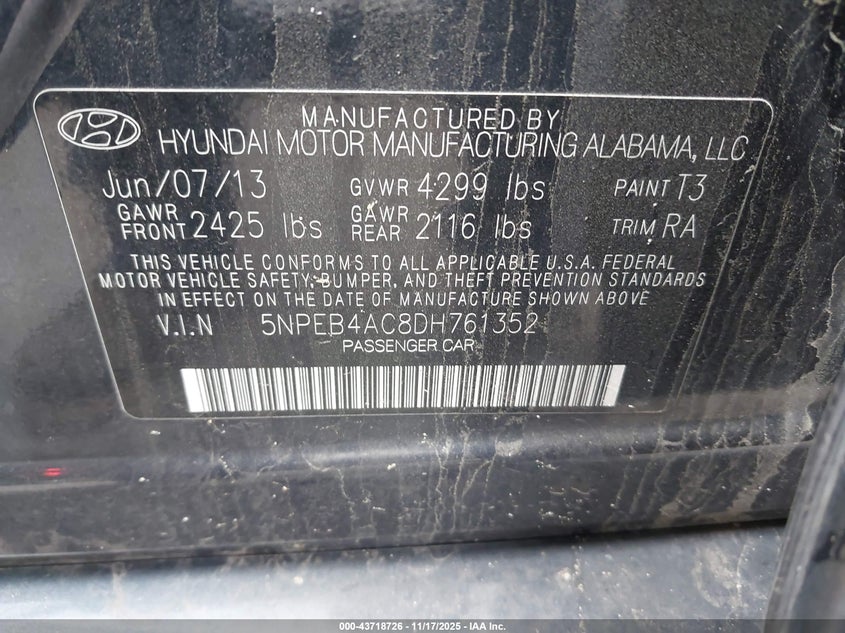 MANUFACTURED BY
HYUNDAI MOTOR MANUFACTURING ALABAMA, LLC
Jun/07/13 GVWR 4299 lbs PAINT T3
GAWR FRONT 2425 lbs GAWR REAR 2116 lbs TRIM RA
THIS VEHICLE CONFORMS TO ALL APPLICABLE U.S.A. FEDERAL
MOTOR VEHICLE SAFETY, BUMPER, AND THEFT PREVENTION STANDARDS
IN EFFECT ON THE DATE OF MANUFACTURE SHOWN ABOVE
V.I.N 5NPEB4AC8DH761352
PASSENGER CAR
000-43718726 - 11/17/2025 - IAA Inc.